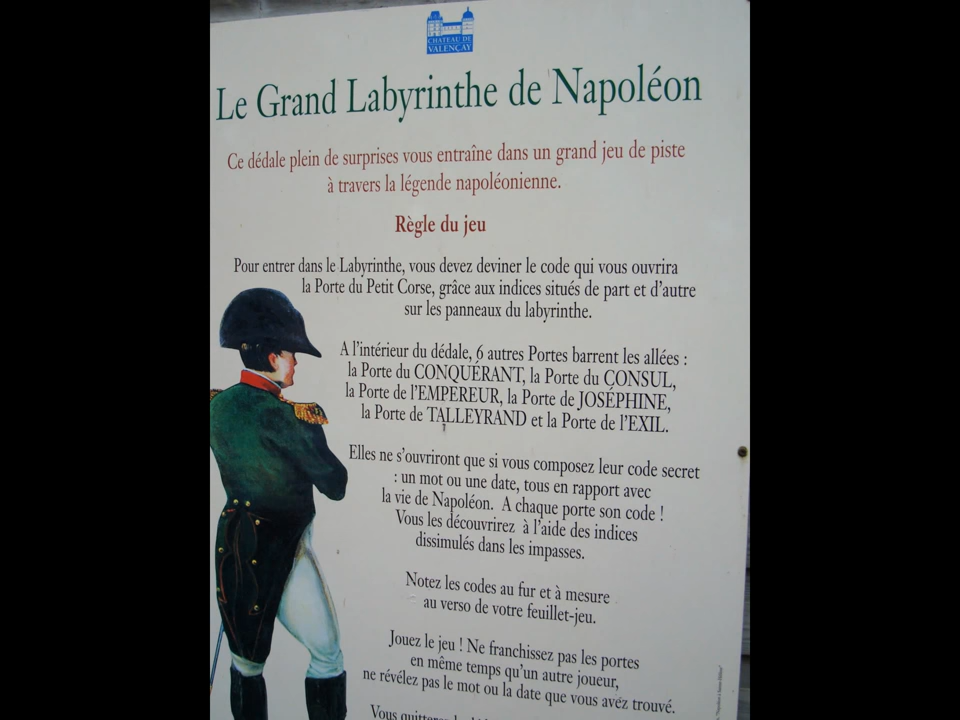 CHATEAU DE
VALENÇAY
Le Grand Labyrinthe de Napoléon
Ce dédale plein de surprises vous entraîne dans un grand jeu de piste
à travers la légende napoléonienne.
Règle du jeu
Pour entrer dans le Labyrinthe, vous devez deviner le code qui vous ouvrira
la Porte du Petit Corse, grâce aux indices situés de part et d'autre
sur les panneaux du labyrinthe.
A l'intérieur du dédale, 6 autres Portes barrent les allées :
la Porte du CONQUÉRANT, la Porte du CONSUL,
la Porte de l'EMPEREUR, la Porte de JOSÉPHINE,
la Porte de TALLEYRAND et la Porte de l'EXIL.
Elles ne s'ouvriront que si vous composez leur code secret
: un mot ou une date, tous en rapport avec
la vie de Napoléon. A chaque porte son code !
Vous les découvrirez à l'aide des indices
dissimulés dans les impasses.
Notez les codes au fur et à mesure
au verso de votre feuillet-jeu.
Jouez le jeu ! Ne franchissez pas les portes
en même temps qu'un autre joueur,
ne révélez pas le mot ou la date que vous avez trouvé.
Vous